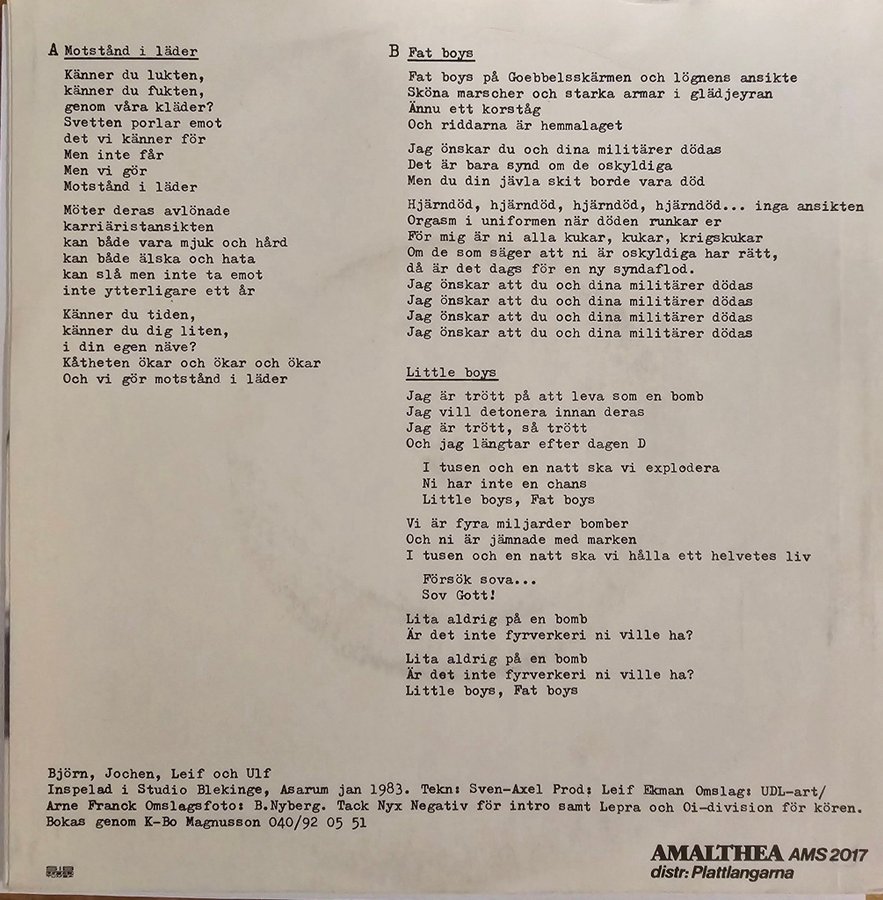 A Motstånd i läder
Känner du lukten,
känner du fukten,
genom våra kläder?
Svetten porlar emot
det vi känner för
Men inte får
Men vi gör
Motstånd i läder
Möter deras avlönade
karriäristansikten
kan både vara mjuk och hård
kan både älska och hata
kan slå men inte ta emot
inte ytterligare ett år
Känner du tiden,
känner du dig liten,
i din egen näve?
Kåtheten ökar och ökar och ökar
Och vi gör motstånd i läder
B Fat boys
Fat boys på Goebbelsskärmen och lögnens ansikte
Sköna marscher och starka armar i glädjeyran
Ännu ett korståg
Och riddarna är hemmalaget
Jag önskar du och dina militärer dödas
Det är bara synd om de oskyldiga
Men du din jävla skit borde vara död
Hjärndöd, hjärndöd, hjärndöd, hjärndöd... inga ansikten
Orgasm i uniformen när döden runkar er
För mig är ni alla kukar, kukar, krigskukar
Om de som säger att ni är oskyldiga har rätt,
då är det dags för en ny syndaflod.
Jag önskar att du och dina militärer dödas
Jag önskar att du och dina militärer dödas
Jag önskar att du och dina militärer dödas
Jag önskar att du och dina militärer dödas
Little boys
Jag är trött på att leva som en bomb
Jag vill detonera innan deras
Jag är trött, så trött
Och jag längtar efter dagen D
I tusen och en natt ska vi explodera
Ni har inte en chans
Little boys, Fat boys
Vi är fyra miljarder bomber
Och ni är jämnade med marken
I tusen och en natt ska vi hålla ett helvetes liv
Försök sova...
Sov Gott!
Lita aldrig på en bomb
Är det inte fyrverkeri ni ville ha?
Lita aldrig på en bomb
Är det inte fyrverkeri ni ville ha?
Little boys, Fat boys
Björn, Jochen, Leif och Ulf
Inspelad i Studio Blekinge, Asarum jan 1983. Tekn: Sven-Axel Prod: Leif Ekman Omslag: UDL-art/
Arne Franck Omslagsfoto: B.Nyberg. Tack Nyx Negativ för intro samt Lepra och Oi-division för kören.
Bokas genom K-Bo Magnusson 040/92 05 51
AMALTHEA AMS 2017
distr: Plattlangarna